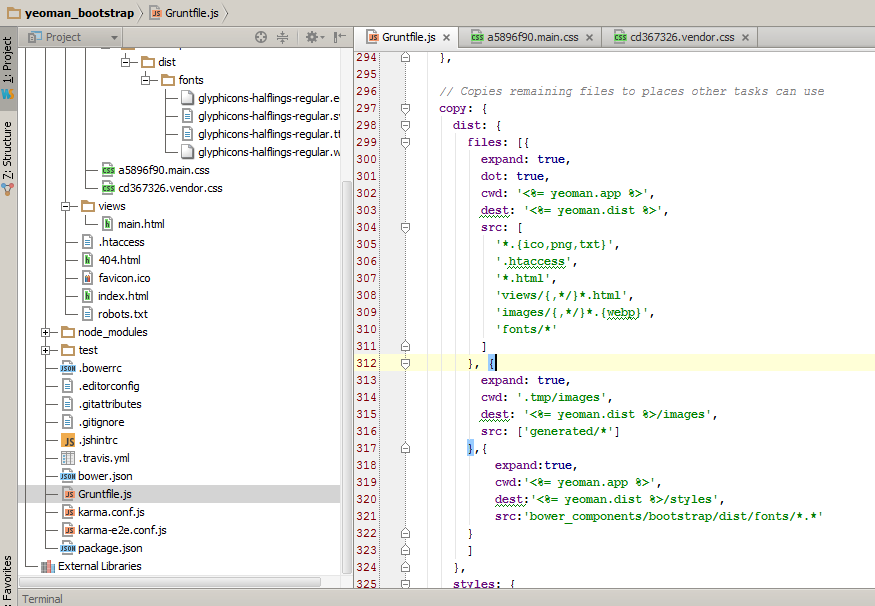 yeoman_bootstrap Gruntfile.js
Project
Gruntfile.js a5896f90.main.css cd367326.vendor.css
1: Project
Z: Structure
Favorites
dist
fonts
glyphicons-halflings-regular.e
glyphicons-halflings-regular.s
glyphicons-halflings-regular.tt
glyphicons-halflings-regular.w
a5896f90.main.css
cd367326.vendor.css
views
main.html
.htaccess
404.html
favicon.ico
index.html
robots.txt
node_modules
test
.bowerrc
.editorconfig
.gitattributes
.gitignore
.jshintrc
.travis.yml
bower.json
Gruntfile.js
karma.conf.js
karma-e2e.conf.js
package.json
External Libraries
294 },
295
296 // Copies remaining files to places other tasks can use
297 copy: {
298 dist: {
299 files: [{
300 expand: true,
301 dot: true,
302 cwd: '<%= yeoman.app %>',
303 dest: '<%= yeoman.dist %>',
304 src: [
305 '*.{ico,png,txt}',
306 '.htaccess',
307 '*.html',
308 'views/{,*/}*.html',
309 'images/{,*/}*.{webp}',
310 'fonts/*'
311 ]
312 }, {
313 expand: true,
314 cwd: '.tmp/images',
315 dest: '<%= yeoman.dist %>/images',
316 src: ['generated/*']
317 },{
318 expand:true,
319 cwd:'<%= yeoman.app %>',
320 dest:'<%= yeoman.dist %>/styles',
321 src:'bower_components/bootstrap/dist/fonts/*.*'
322 }
323 ]
324 },
325 styles: {
Terminal